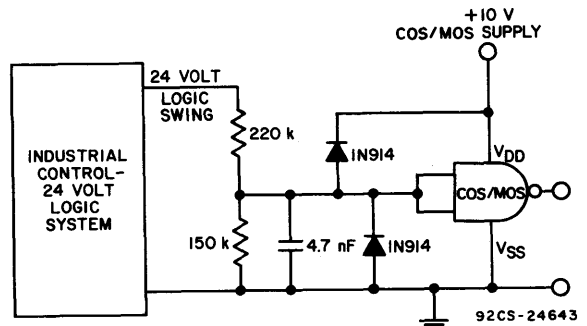 +10 V
COS/MOS SUPPLY
24 VOLT
LOGIC
SWING
220 k
1N914
INDUSTRIAL
CONTROL-
24 VOLT
LOGIC
SYSTEM
VDD
COS/MOS
150 k
4.7 nF
1N914
VSS
92CS-24643